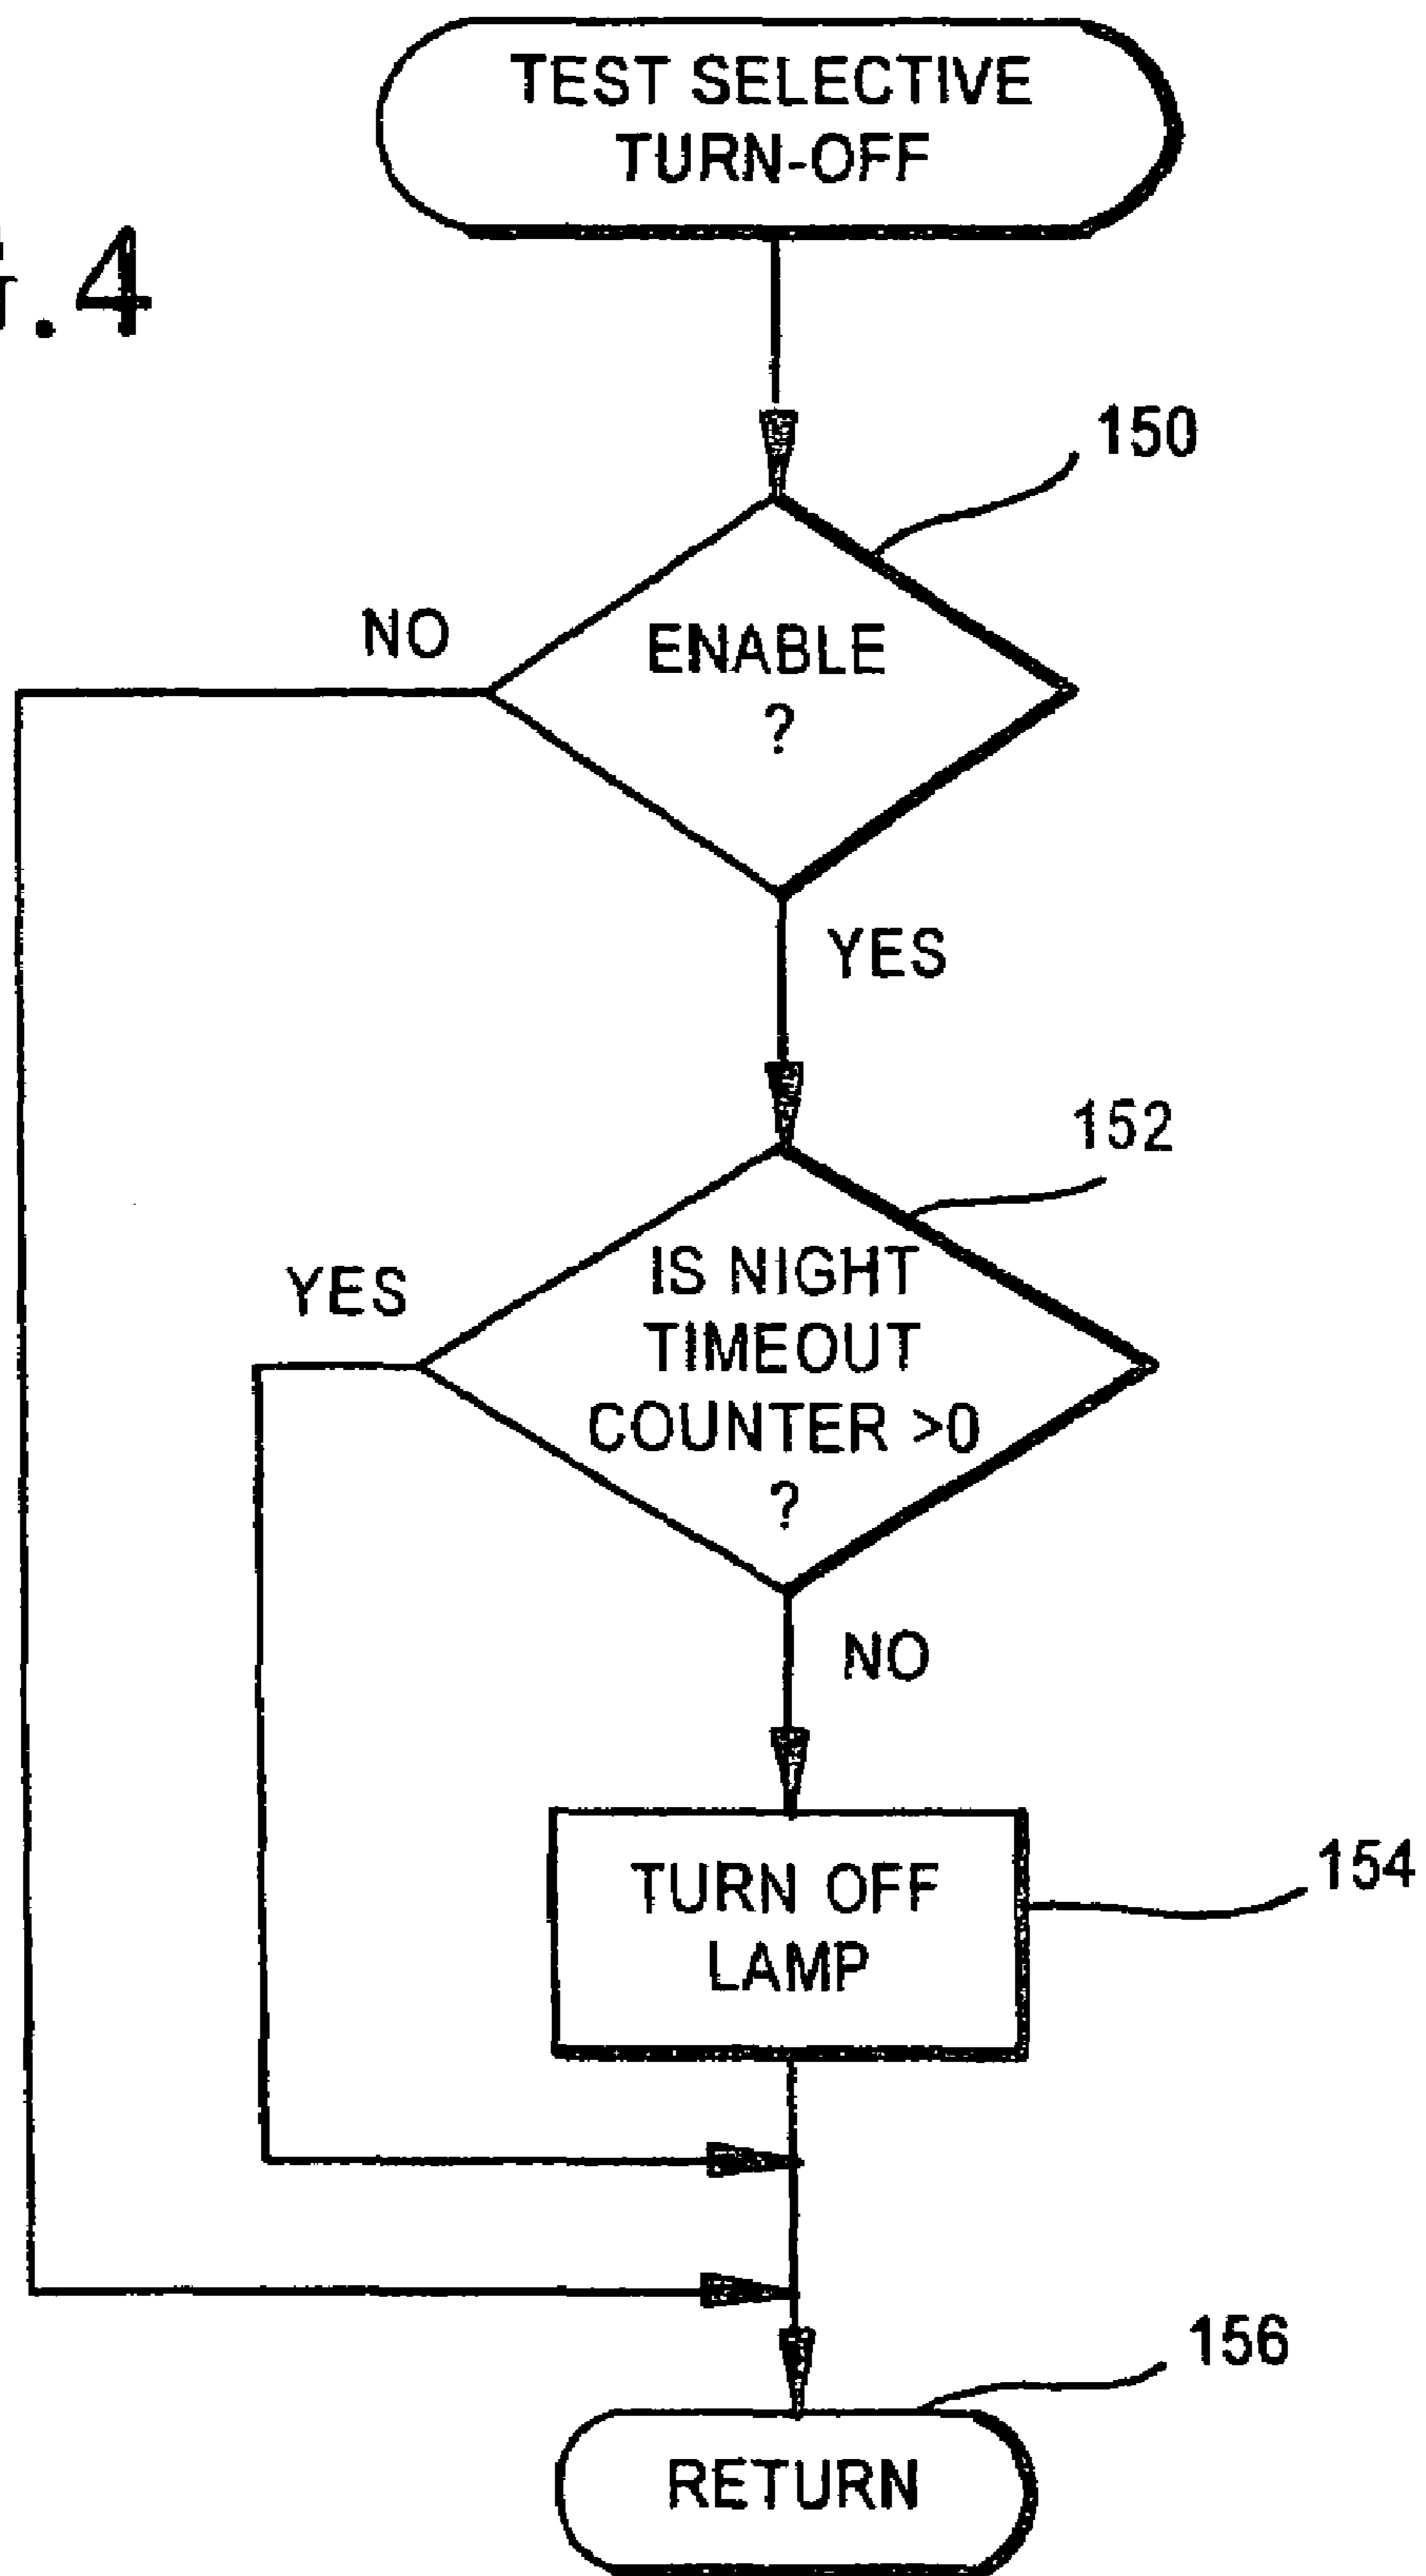 TEST SELECTIVE
TURN-OFF
.4
150
NO
ENABLE
?
YES
152
YES
IS NIGHT
TIMEOUT
COUNTER >0
?
NO
TURN OFF
LAMP
154
156
RETURN